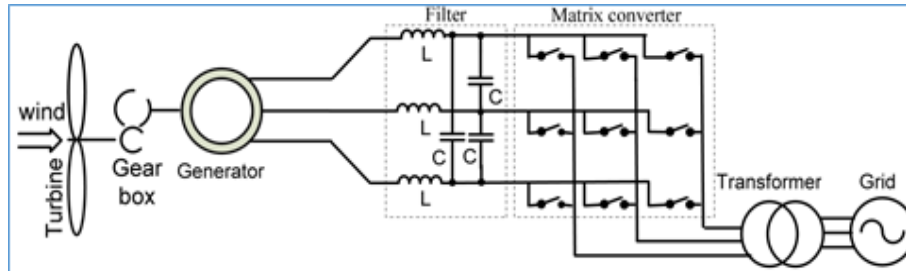 Filter
Matrix converter
L
C
wind
L
C
C
Turbine
Gear
box
Generator
L
Transformer
Grid